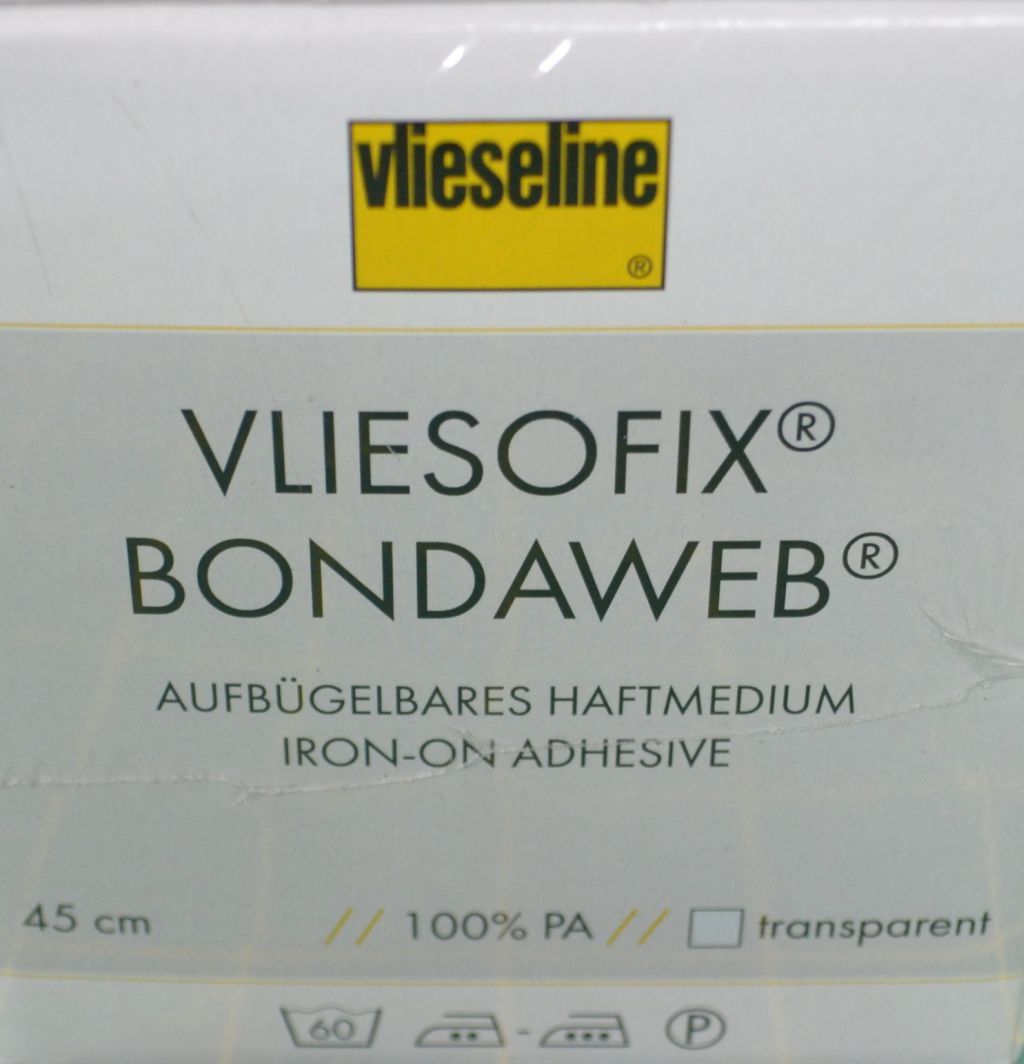 vlieseline
®
VLIESOFIX®
BONDAWEB®
AUFBÜGELBARES HAFTMEDIUM
IRON-ON ADHESIVE
45 cm // 100% PA // transparent
60 - P